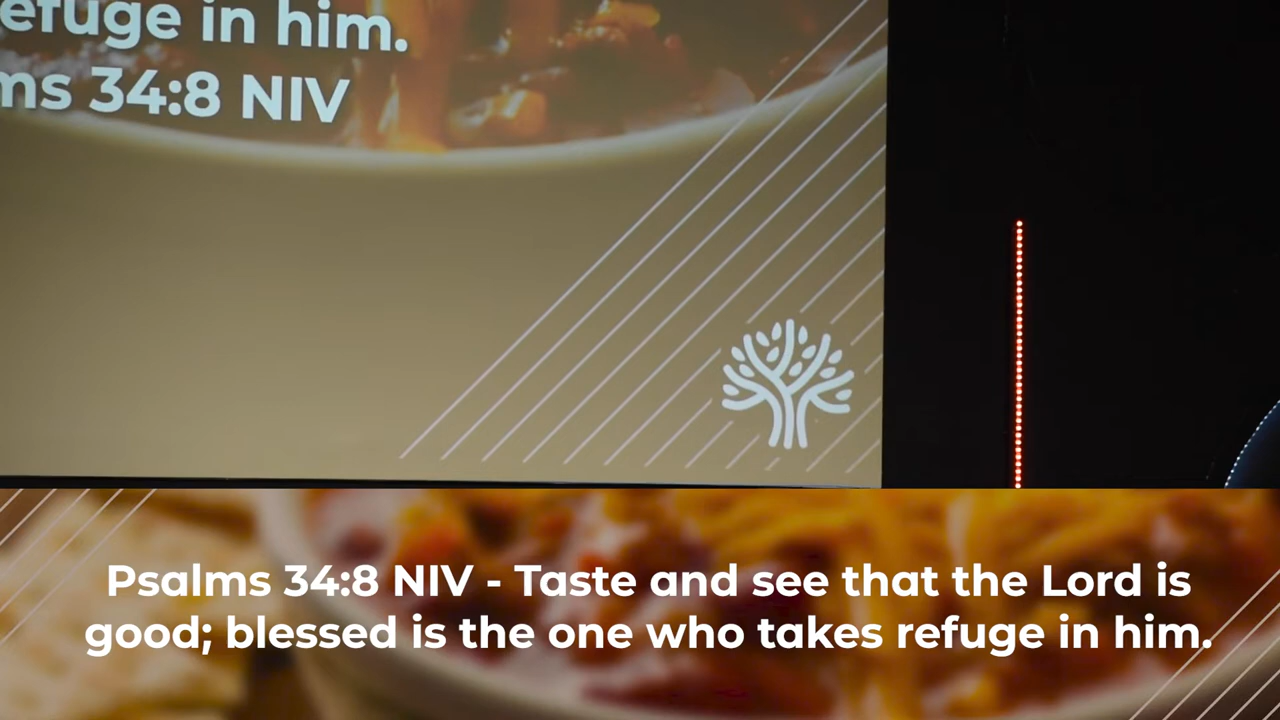 refuge in him.
ms 34:8 NIV
Psalms 34:8 NIV - Taste and see that the Lord is
good; blessed is the one who takes refuge in him.